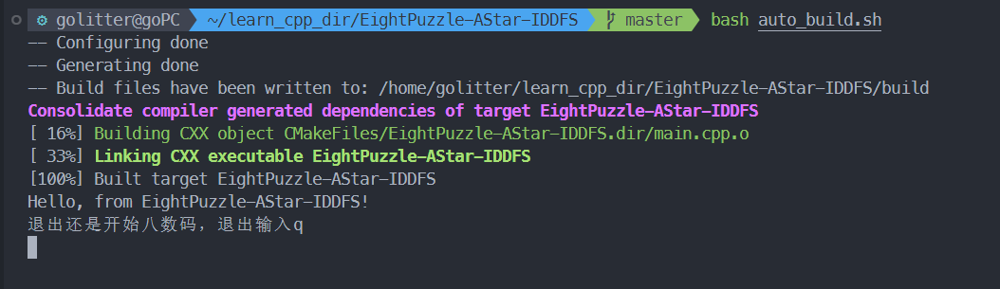 golitter@goPC ~/learn_cpp_dir/EightPuzzle-AStar-IDDFS master bash auto_build.sh
-- Configuring done
-- Generating done
-- Build files have been written to: /home/golitter/learn_cpp_dir/EightPuzzle-AStar-IDDFS/build
Consolidate compiler generated dependencies of target EightPuzzle-AStar-IDDFS
[ 16%] Building CXX object CMakeFiles/EightPuzzle-AStar-IDDFS.dir/main.cpp.o
[ 33%] Linking CXX executable EightPuzzle-AStar-IDDFS
[100%] Built target EightPuzzle-AStar-IDDFS
Hello, from EightPuzzle-AStar-IDDFS!
退出还是开始八数码，退出输入q